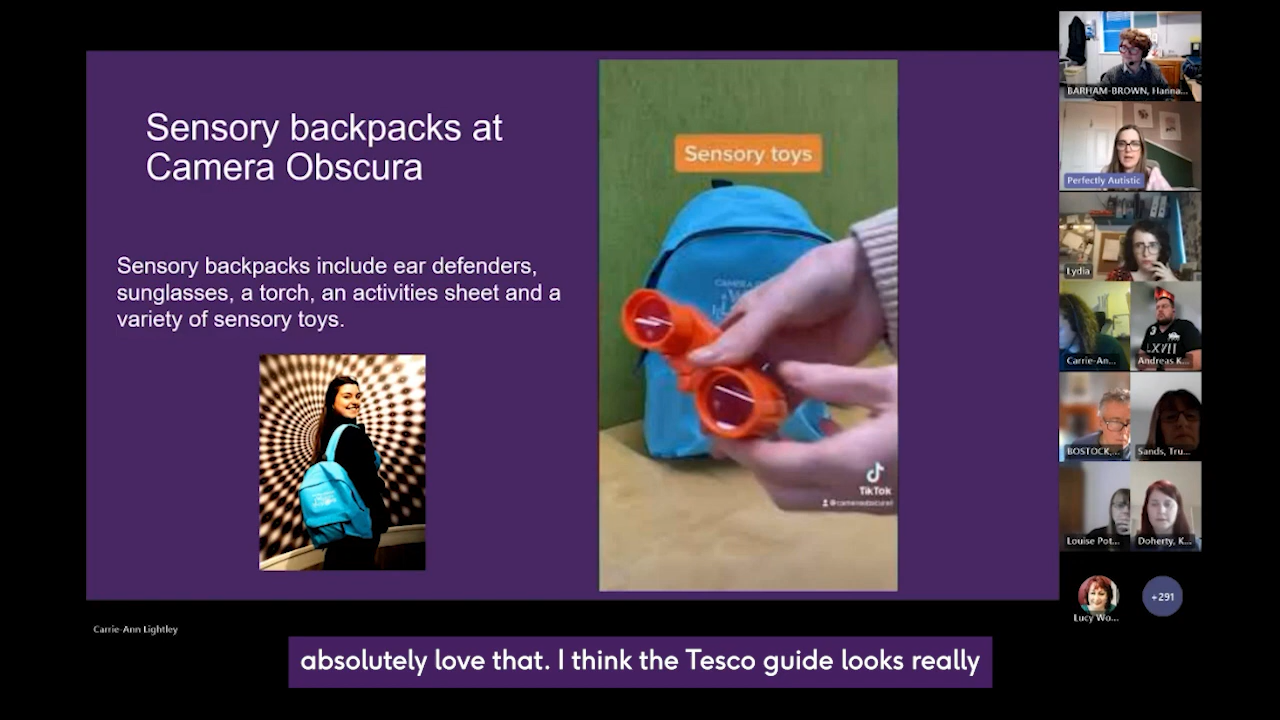 Sensory backpacks at
Camera Obscura
Sensory backpacks include ear defenders,
sunglasses, a torch, an activities sheet and a
variety of sensory toys.
Sensory toys
TikTok
BARHAM-BROWN, Hanna...
Perfectly Autistic
Lydia
Carrie-An...
Andreas K...
3
LXVII
BOSTOCK,...
Sands, Tru...
Louise Pot...
Doherty, K...
Lucy Wo...
+291
Carrie-Ann Lightley
absolutely love that. I think the Tesco guide looks really